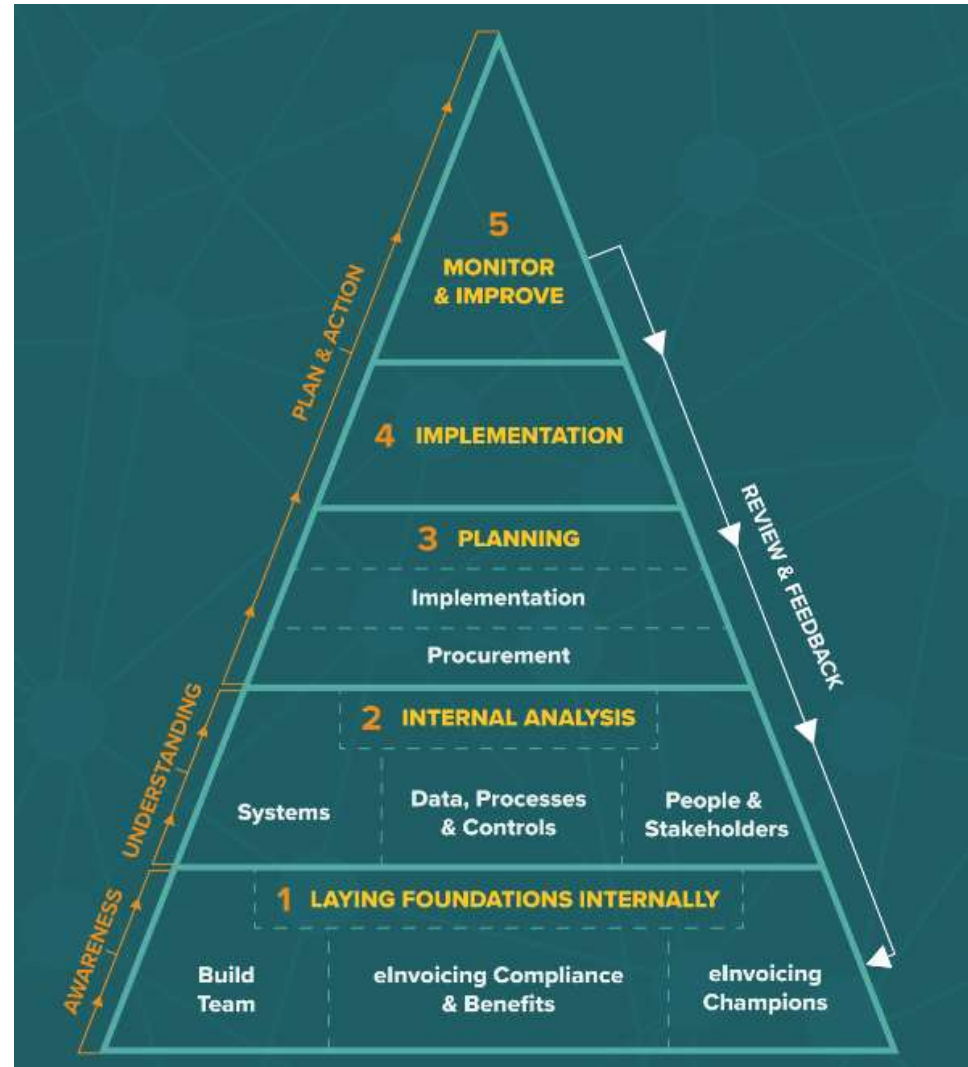 5
MONITOR
& IMPROVE
PLAN & ACTION
4 IMPLEMENTATION
3 PLANNING
Implementation
Procurement
REVIEW & FEEDBACK
2 INTERNAL ANALYSIS
UNDERSTANDING
Systems
Data, Processes
& Controls
People &
Stakeholders
1 LAYING FOUNDATIONS INTERNALLY
AWARENESS
Build
Team
eInvoicing Compliance
& Benefits
eInvoicing
Champions